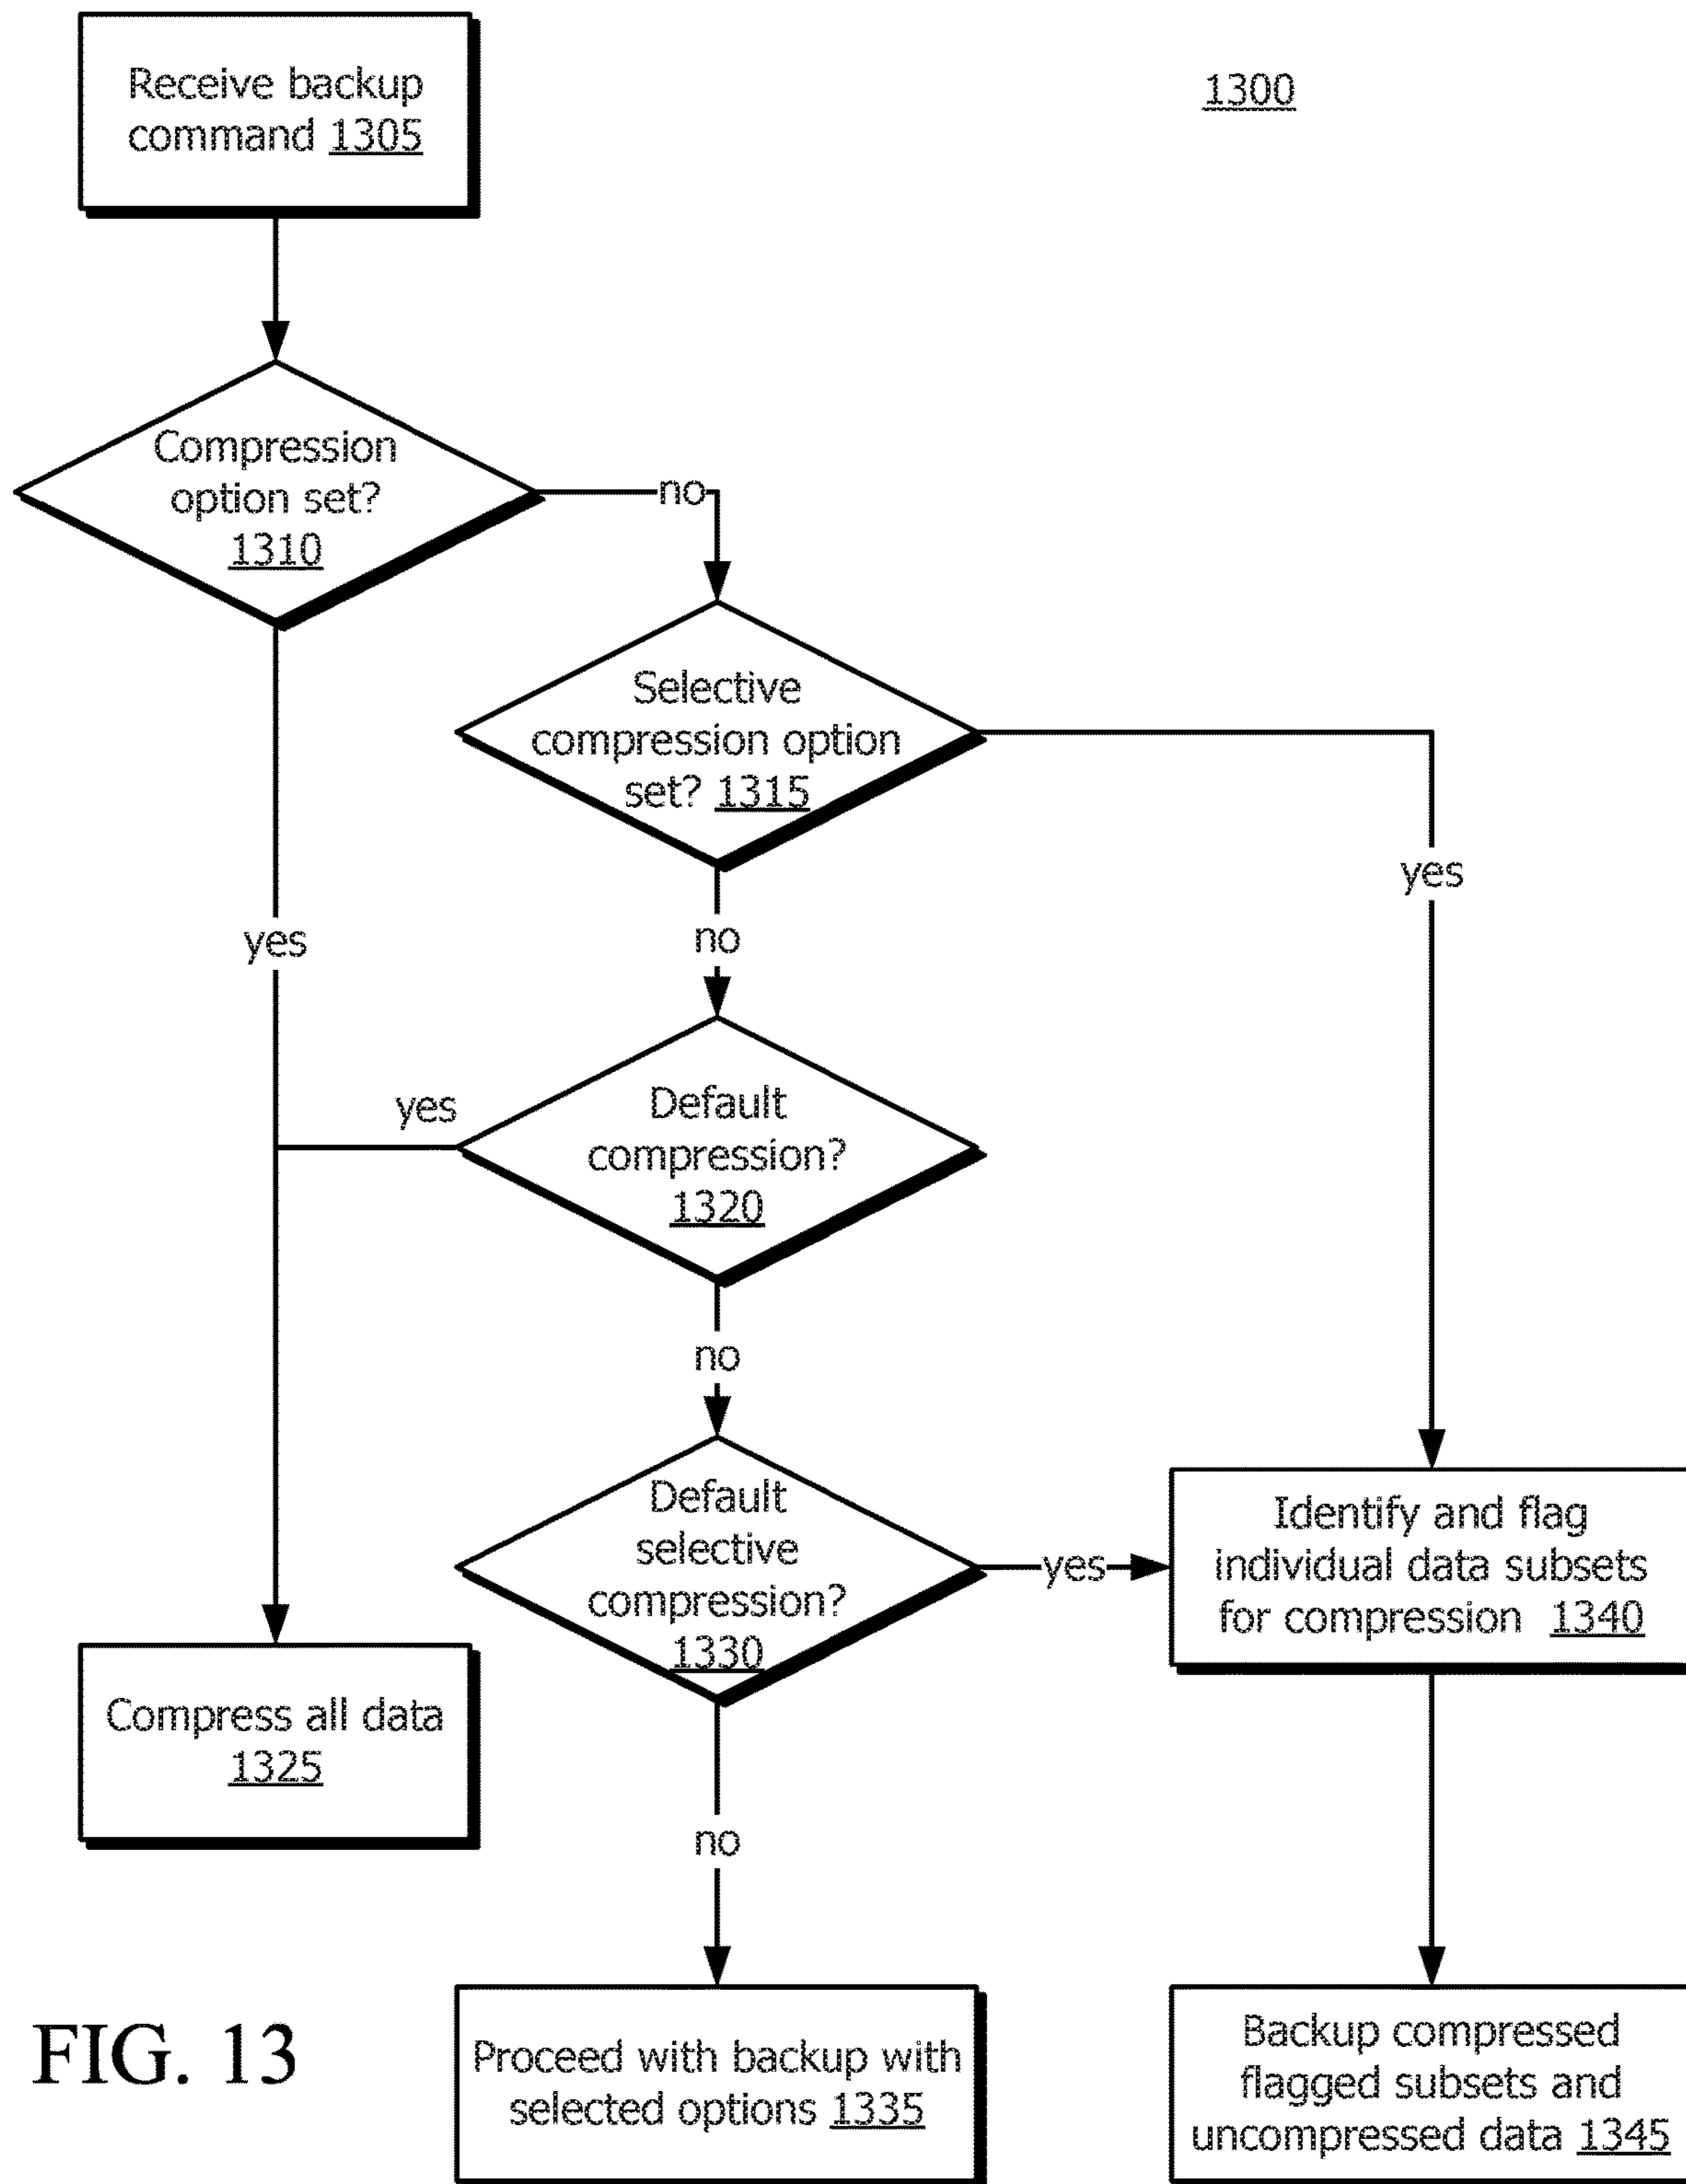 Receive backup
command 1305
1300
Compression
option set?
1310
no
Selective
compression option
set? 1315
yes
yes
no
Default
compression?
1320
yes
no
Default
selective
compression?
1330
yes
Identify and flag
individual data subsets
for compression 1340
Compress all data
1325
no
Proceed with backup with
selected options 1335
Backup compressed
flagged subsets and
uncompressed data 1345
FIG. 13